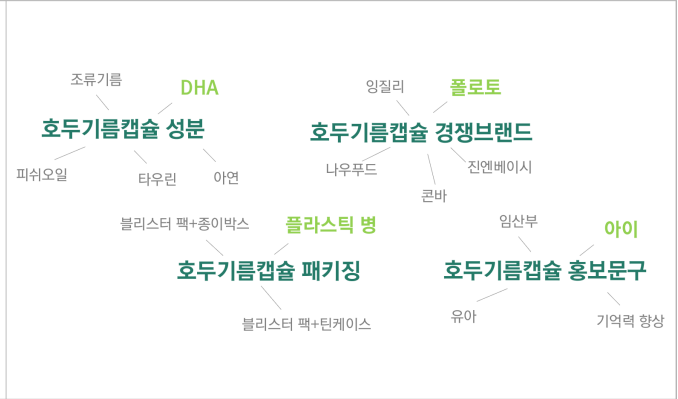 조류기름
DHA
호두기름캡슐 성분
피쉬오일
타우린
아연
잉질리
폴로토
호두기름캡슐 경쟁브랜드
나우푸드
콘바
진엔베이시
블리스터 팩+종이박스
플라스틱 병
호두기름캡슐 패키징
블리스터 팩+틴케이스
임산부
아이
호두기름캡슐 홍보문구
유아
기억력 향상